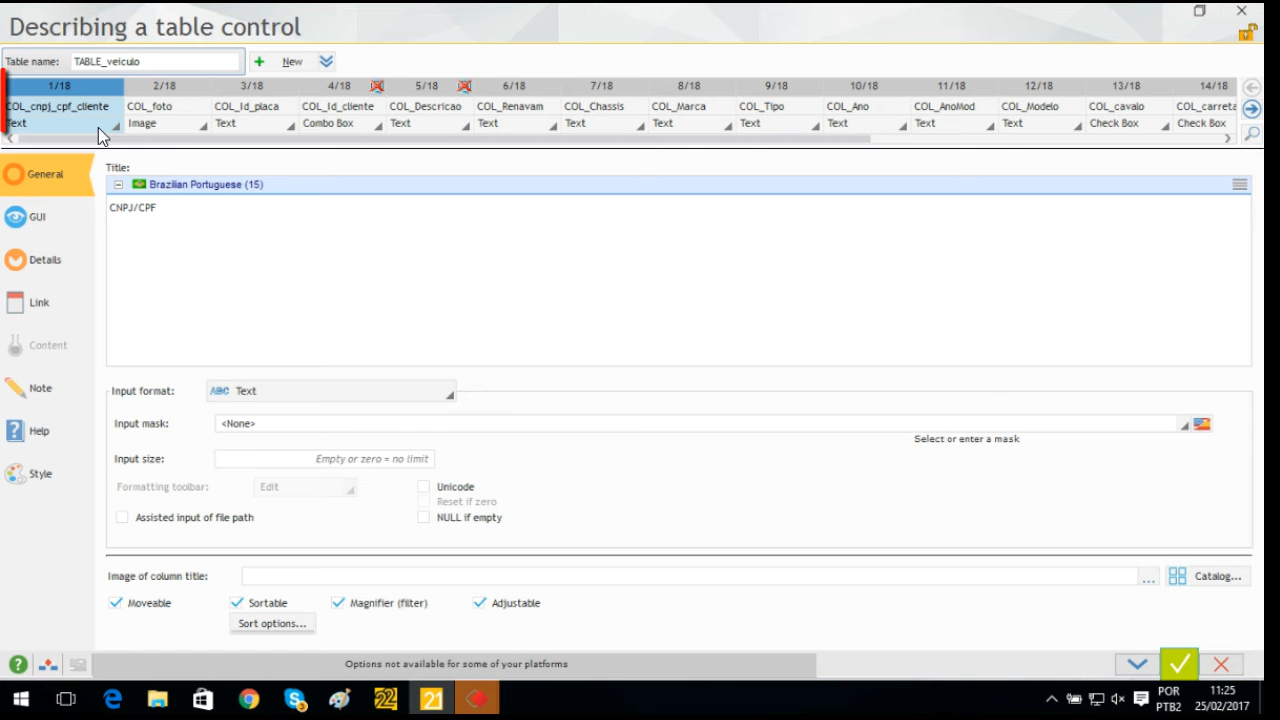 Describing a table control
Table name: TABLE_veiculo New
1/18 2/18 3/18 4/18 5/18 6/18 7/18 8/18 9/18 10/18 11/18 12/18 13/18 14/18
COL_cnpj_cpf_cliente COL_foto COL_Id_placa COL_Id_cliente COL_Descricao COL_Renavam COL_Chassis COL_Marca COL_Tipo COL_Ano COL_AnoMod COL_Modelo COL_cavalo COL_carreta
Text Image Text Combo Box Text Text Text Text Text Text Text Text Check Box Check Box
General
GUI
Details
Link
Content
Note
Help
Style
Title:
Brazilian Portuguese (15)
CNPJ/CPF
Input format: ABC Text
Input mask: <None>
Select or enter a mask
Input size: Empty or zero = no limit
Formatting toolbar: Edit Unicode
Reset if zero
Assisted input of file path NULL if empty
Image of column title: ... Catalog...
Moveable Sortable Magnifier (filter) Adjustable
Sort options...
Options not available for some of your platforms
22 21
POR 11:25
PTB2 25/02/2017